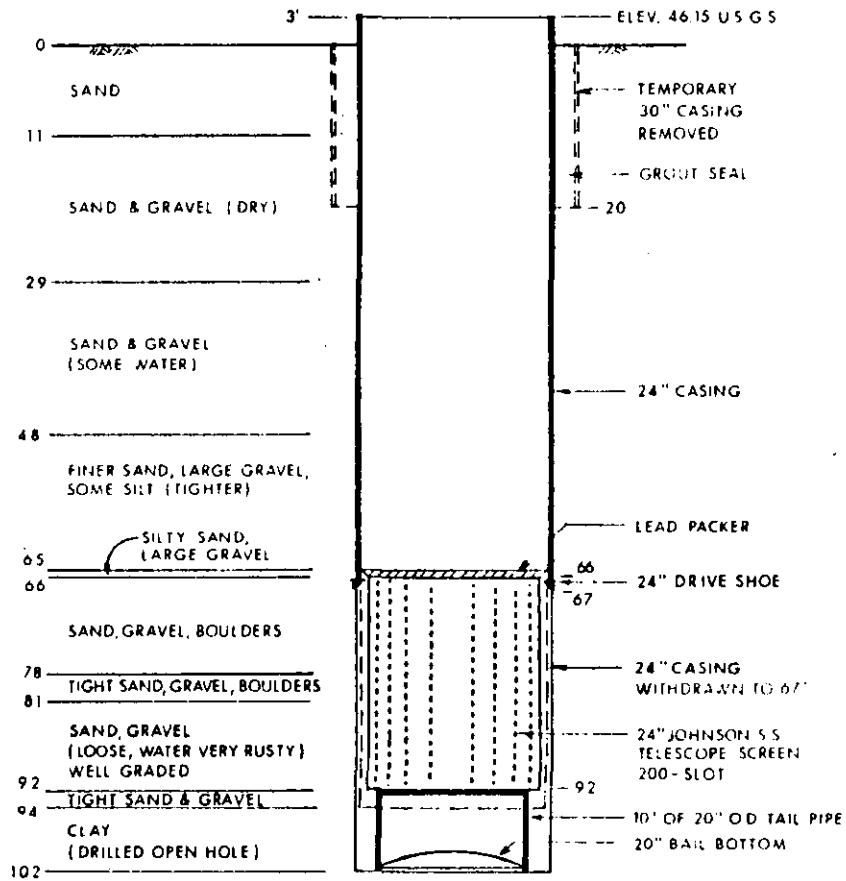 3'
ELEV. 46.15 U S G S
0
SAND
TEMPORARY
30" CASING
REMOVED
11
GROUT SEAL
SAND & GRAVEL (DRY)
20
29
SAND & GRAVEL
(SOME WATER)
24" CASING
48
FINER SAND, LARGE GRAVEL,
SOME SILT (TIGHTER)
LEAD PACKER
SILTY SAND,
LARGE GRAVEL
65
66
66
24" DRIVE SHOE
67
SAND, GRAVEL, BOULDERS
24" CASING
WITHDRAWN TO 67'
78
TIGHT SAND, GRAVEL, BOULDERS
81
SAND, GRAVEL
(LOOSE, WATER VERY RUSTY)
WELL GRADED
24" JOHNSON S S
TELESCOPE SCREEN
200-SLOT
92
92
TIGHT SAND & GRAVEL
94
10' OF 20" O D TAIL PIPE
20" BAIL BOTTOM
CLAY
(DRILLED OPEN HOLE)
102